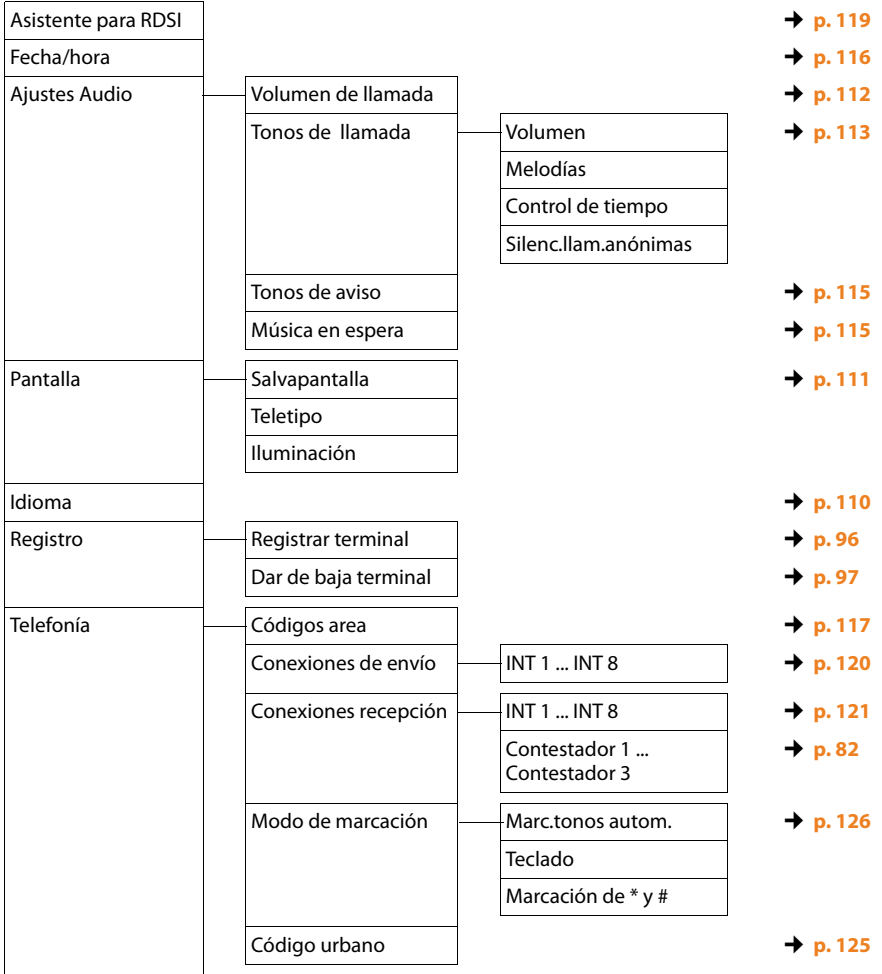 Asistente para RDSI ➔ p. 119
Fecha/hora ➔ p. 116
Ajustes Audio Volumen de llamada ➔ p. 112
Tonos de llamada Volumen ➔ p. 113
Melodías
Control de tiempo
Silenc.llam.anónimas
Tonos de aviso ➔ p. 115
Música en espera ➔ p. 115
Pantalla Salvapantalla ➔ p. 111
Teletipo
Iluminación
Idioma ➔ p. 110
Registro Registrar terminal ➔ p. 96
Dar de baja terminal ➔ p. 97
Telefonía Códigos area ➔ p. 117
Conexiones de envío INT 1 ... INT 8 ➔ p. 120
Conexiones recepción INT 1 ... INT 8 ➔ p. 121
Contestador 1 ... ➔ p. 82
Contestador 3
Modo de marcación Marc.tonos autom. ➔ p. 126
Teclado
Marcación de * y #
Código urbano ➔ p. 125